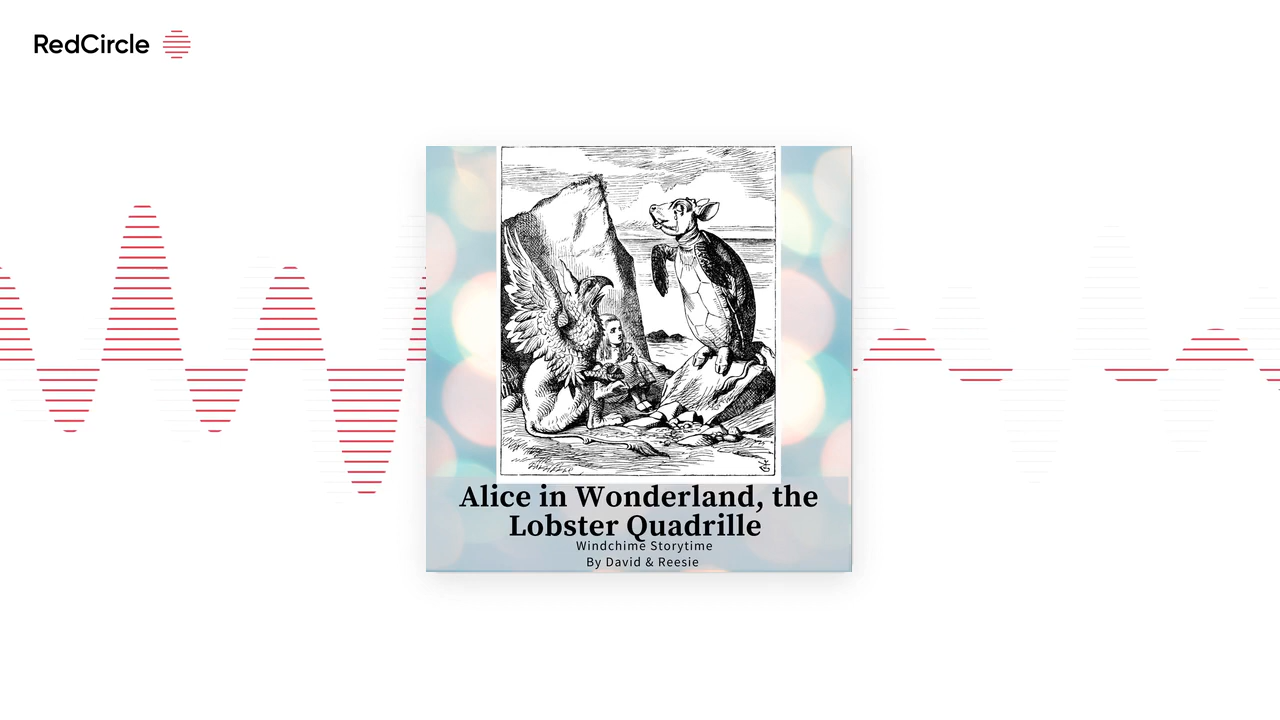 RedCircle
Alice in Wonderland, the
Lobster Quadrille
Windchime Storytime
By David & Reesie